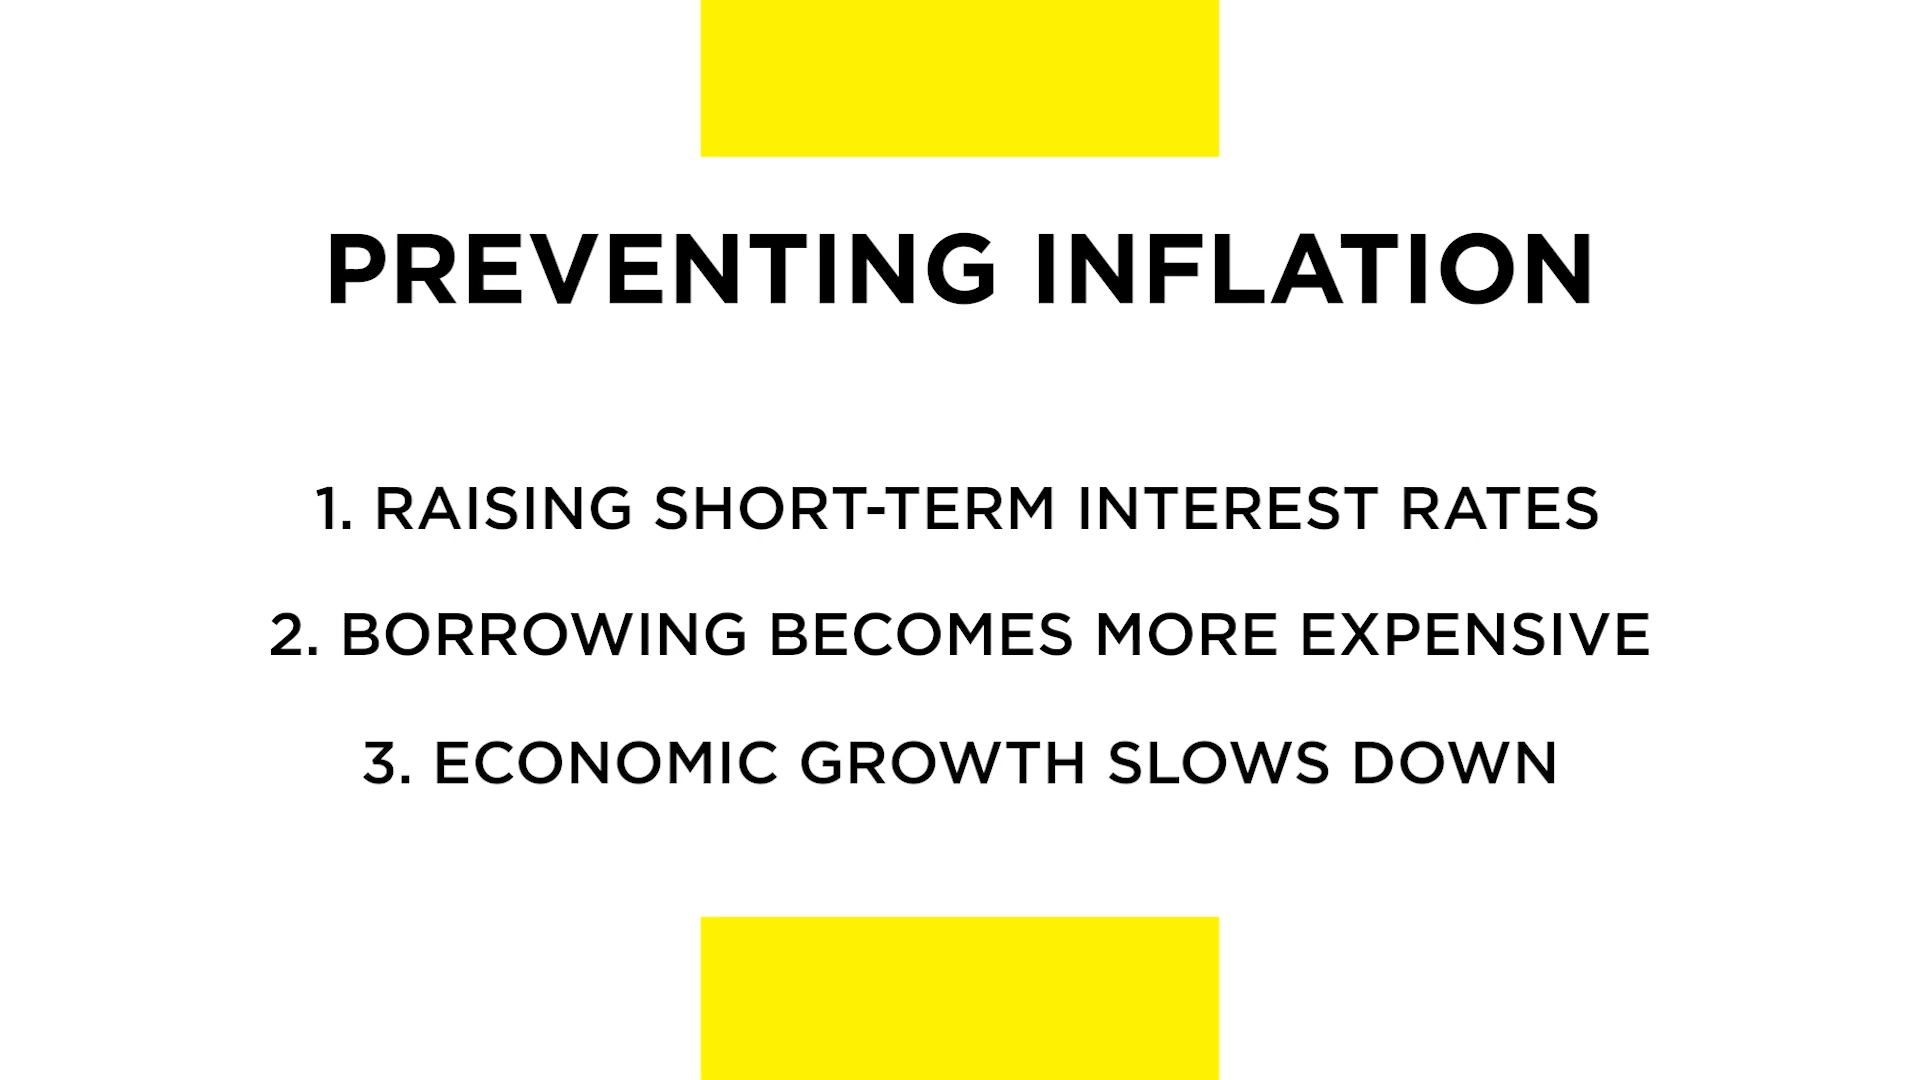 PREVENTING INFLATION
1. RAISING SHORT-TERM INTEREST RATES
2. BORROWING BECOMES MORE EXPENSIVE
3. ECONOMIC GROWTH SLOWS DOWN